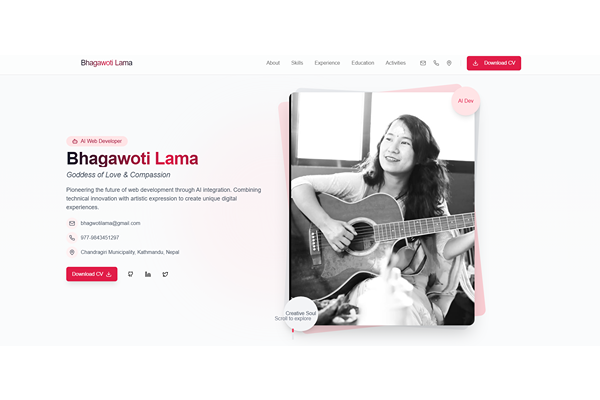 Bhagawoti Lama
About Skills Experience Education Activities Download CV
AI Dev
AI Web Developer
Bhagawoti Lama
Goddess of Love & Compassion
Pioneering the future of web development through AI integration. Combining
technical innovation with artistic expression to create unique digital
experiences.
bhagwotilama@gmail.com
977-9843451297
Chandragiri Municipality, Kathmandu, Nepal
Download CV
Creative Soul
Scroll to explore